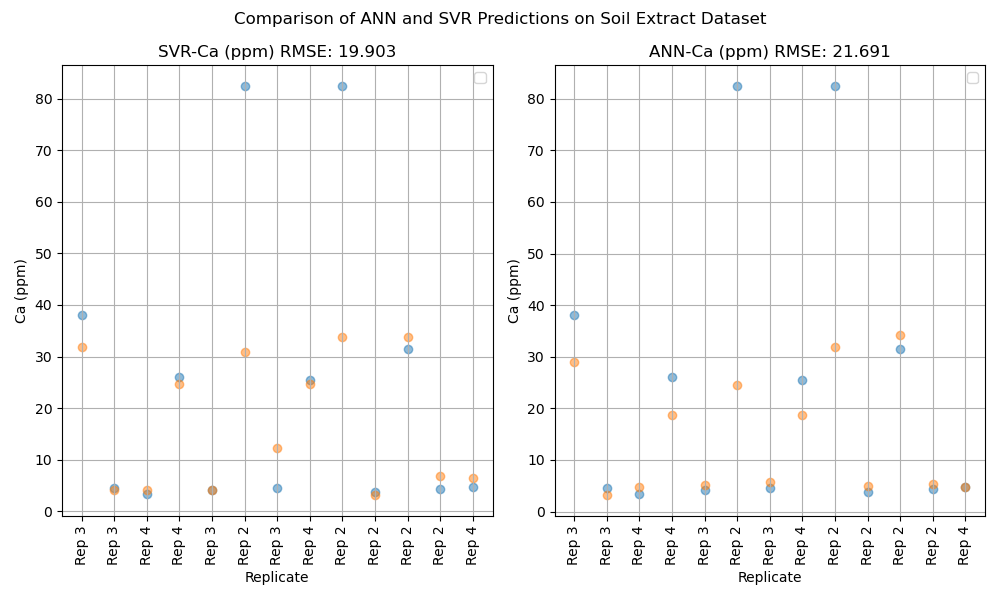 Comparison of ANN and SVR Predictions on Soil Extract Dataset
SVR-Ca (ppm) RMSE: 19.903
80
70
60
50
40
30
20
10
0
Ca (ppm)
Rep 3
Rep 3
Rep 4
Rep 4
Rep 3
Rep 2
Rep 3
Rep 4
Rep 2
Rep 2
Rep 2
Rep 2
Rep 4
Replicate
ANN-Ca (ppm) RMSE: 21.691
80
70
60
50
40
30
20
10
0
Ca (ppm)
Rep 3
Rep 3
Rep 4
Rep 4
Rep 3
Rep 2
Rep 3
Rep 4
Rep 2
Rep 2
Rep 2
Rep 2
Rep 4
Replicate